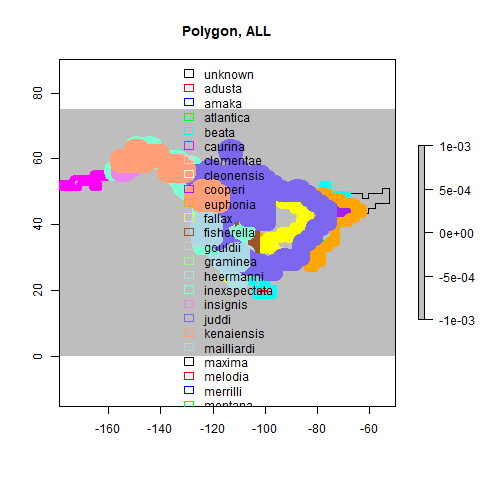 Polygon, ALL
unknown
adusta
amaka
atlantica
beata
caurina
clementae
cleonensis
cooperi
euphonia
fallax
fisherella
gouldii
graminea
heermanni
inexspectata
insignis
juddi
kenaiensis
mailliardi
maxima
melodia
merrilli
montana
80
60
40
20
0
-160
-140
-120
-100
-80
-60
1e-03
5e-04
0e+00
-5e-04
-1e-03